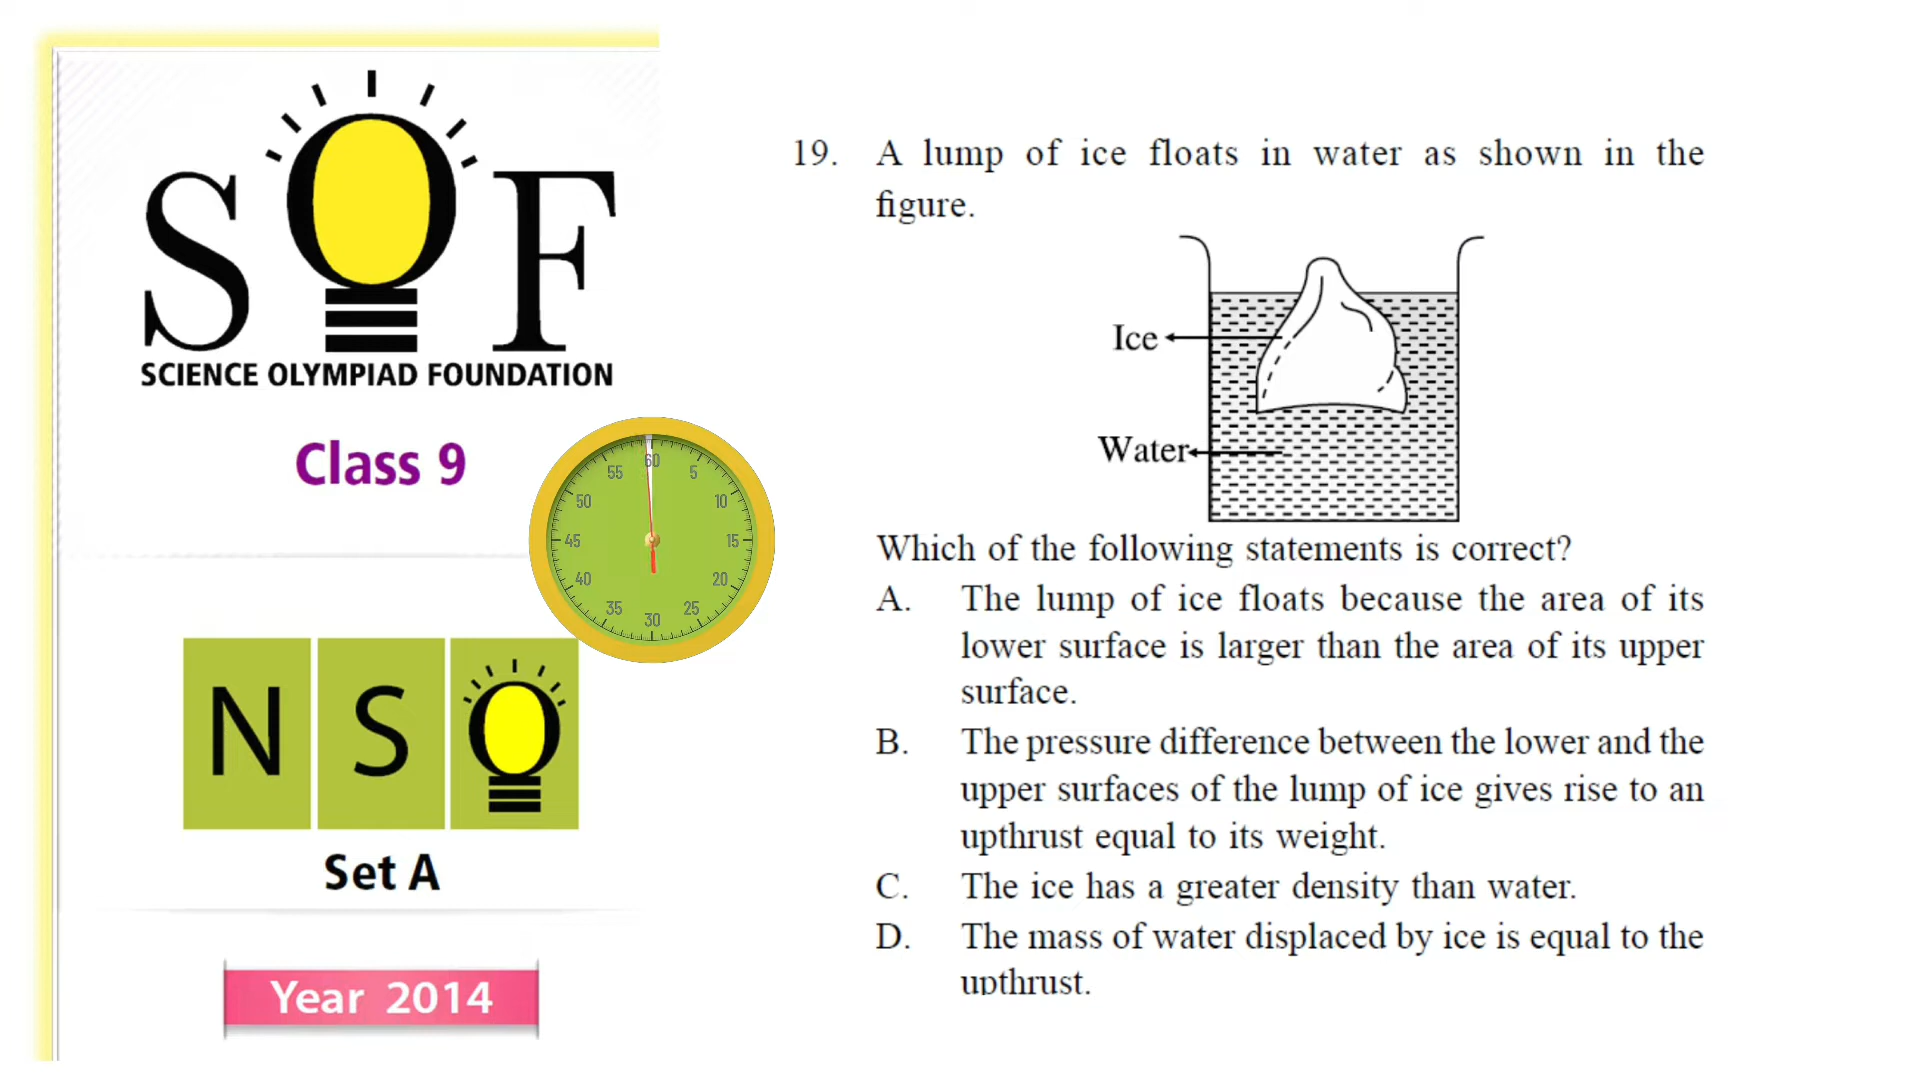 SOF
SCIENCE OLYMPIAD FOUNDATION
Class 9
60
5
10
15
20
25
30
35
40
45
50
55
NSO
Set A
Year 2014
19. A lump of ice floats in water as shown in the
figure.
Ice
Water
Which of the following statements is correct?
A. The lump of ice floats because the area of its
lower surface is larger than the area of its upper
surface.
B. The pressure difference between the lower and the
upper surfaces of the lump of ice gives rise to an
upthrust equal to its weight.
C. The ice has a greater density than water.
D. The mass of water displaced by ice is equal to the
upthrust.